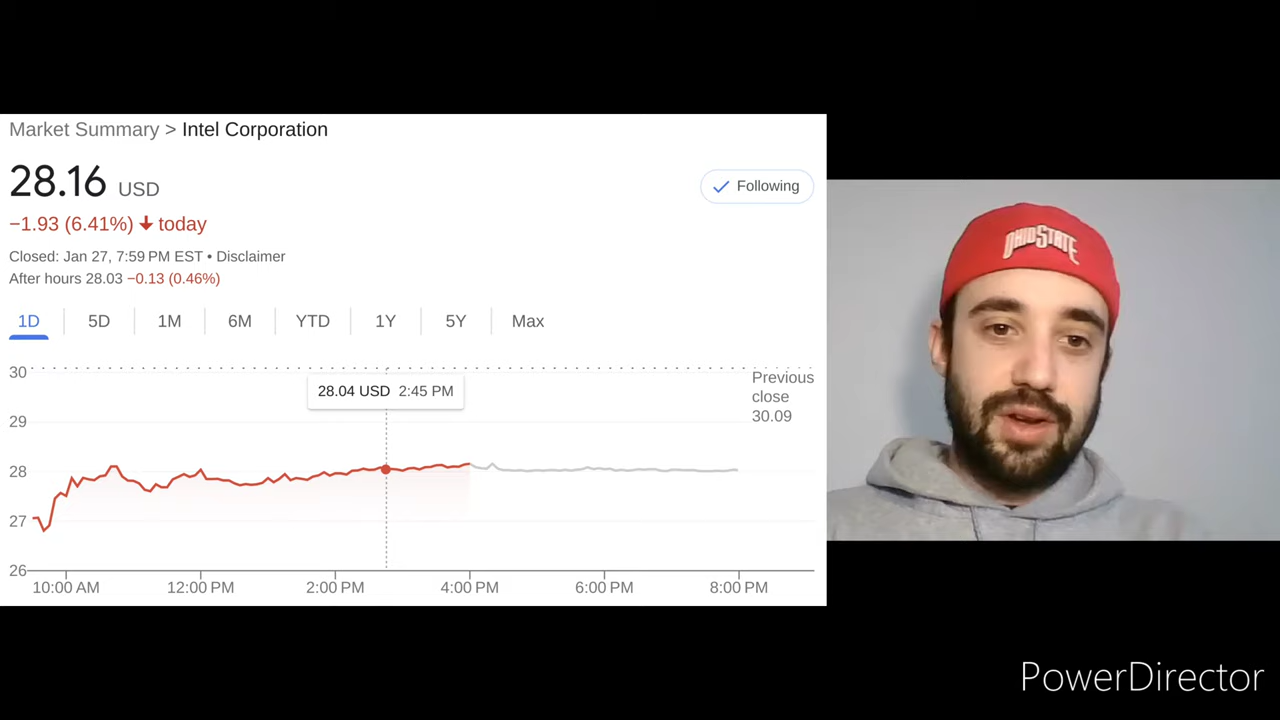 Market Summary > Intel Corporation
28.16 USD
Following
−1.93 (6.41%) today
Closed: Jan 27, 7:59 PM EST • Disclaimer
After hours 28.03 −0.13 (0.46%)
1D 5D 1M 6M YTD 1Y 5Y Max
30
28.04 USD 2:45 PM
Previous
close
30.09
29
28
27
26
10:00 AM 12:00 PM 2:00 PM 4:00 PM 6:00 PM 8:00 PM
OHIO STATE
PowerDirector